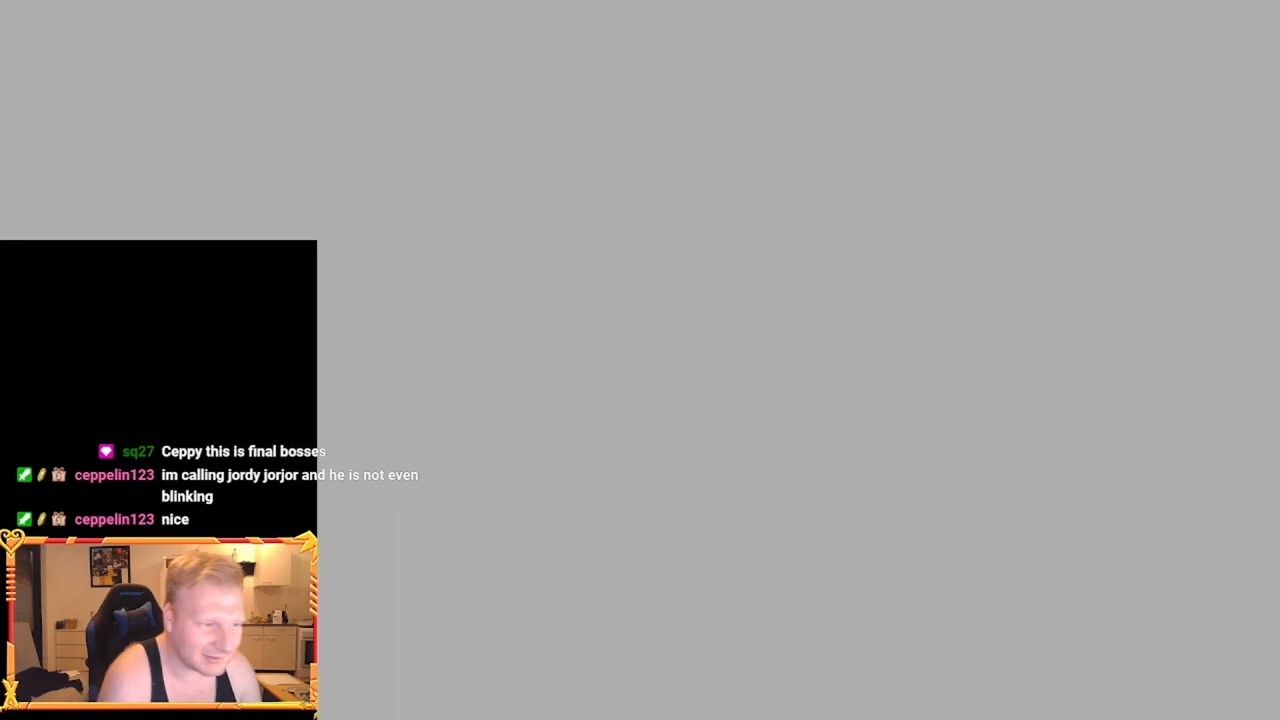 sq27 Ceppy this is final bosses
ceppelin123 im calling jordy jorjor and he is not even
blinking
ceppelin123 nice